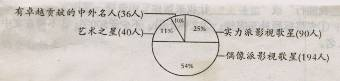 有卓越贡献的中外名人(36人)
艺术之星(40人)
10%
11%
25%
实力派影视歌星(90人)
偶像派影视歌星(194人)
54%